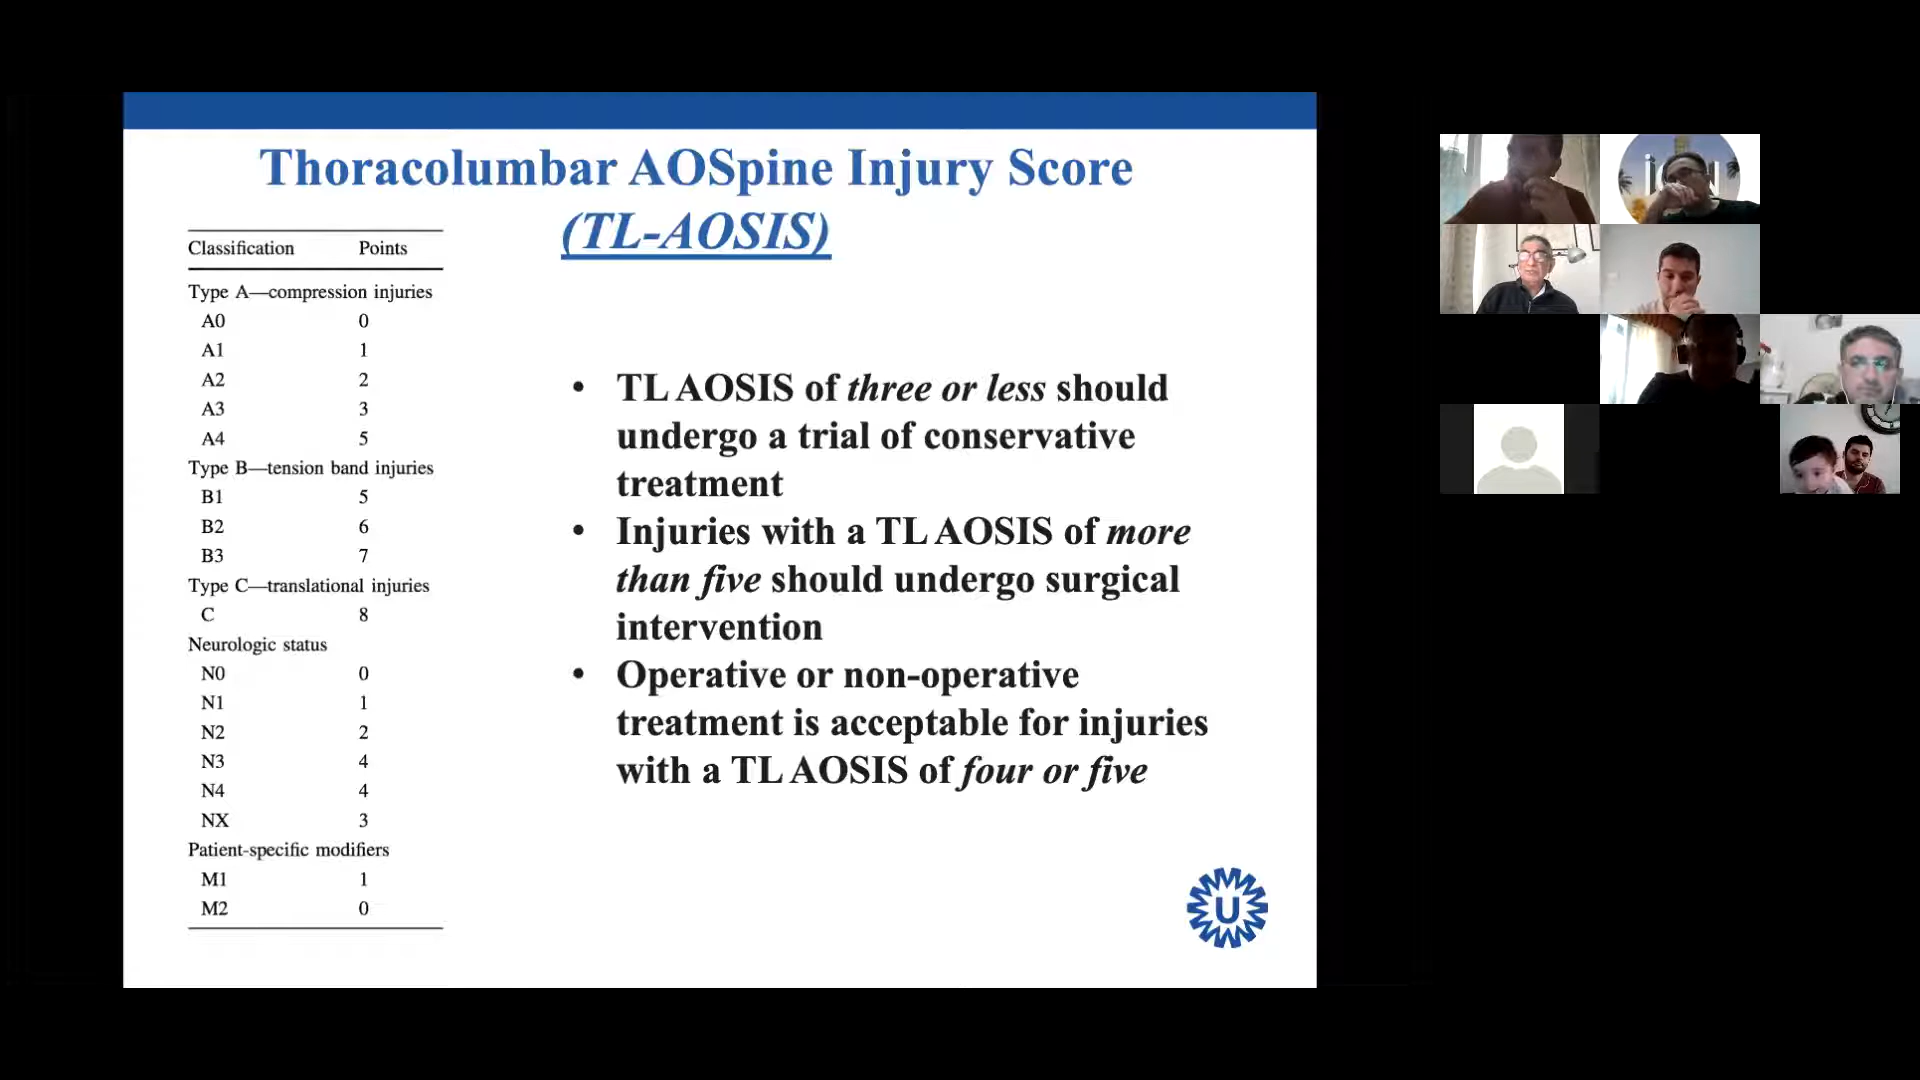 Thoracolumbar AOSpine Injury Score
(TL-AOSIS)
Classification Points
Type A—compression injuries
A0 0
A1 1
A2 2
A3 3
A4 5
Type B—tension band injuries
B1 5
B2 6
B3 7
Type C—translational injuries
C 8
Neurologic status
N0 0
N1 1
N2 2
N3 4
N4 4
NX 3
Patient-specific modifiers
M1 1
M2 0
• TL AOSIS of three or less should
undergo a trial of conservative
treatment
• Injuries with a TL AOSIS of more
than five should undergo surgical
intervention
• Operative or non-operative
treatment is acceptable for injuries
with a TL AOSIS of four or five
U